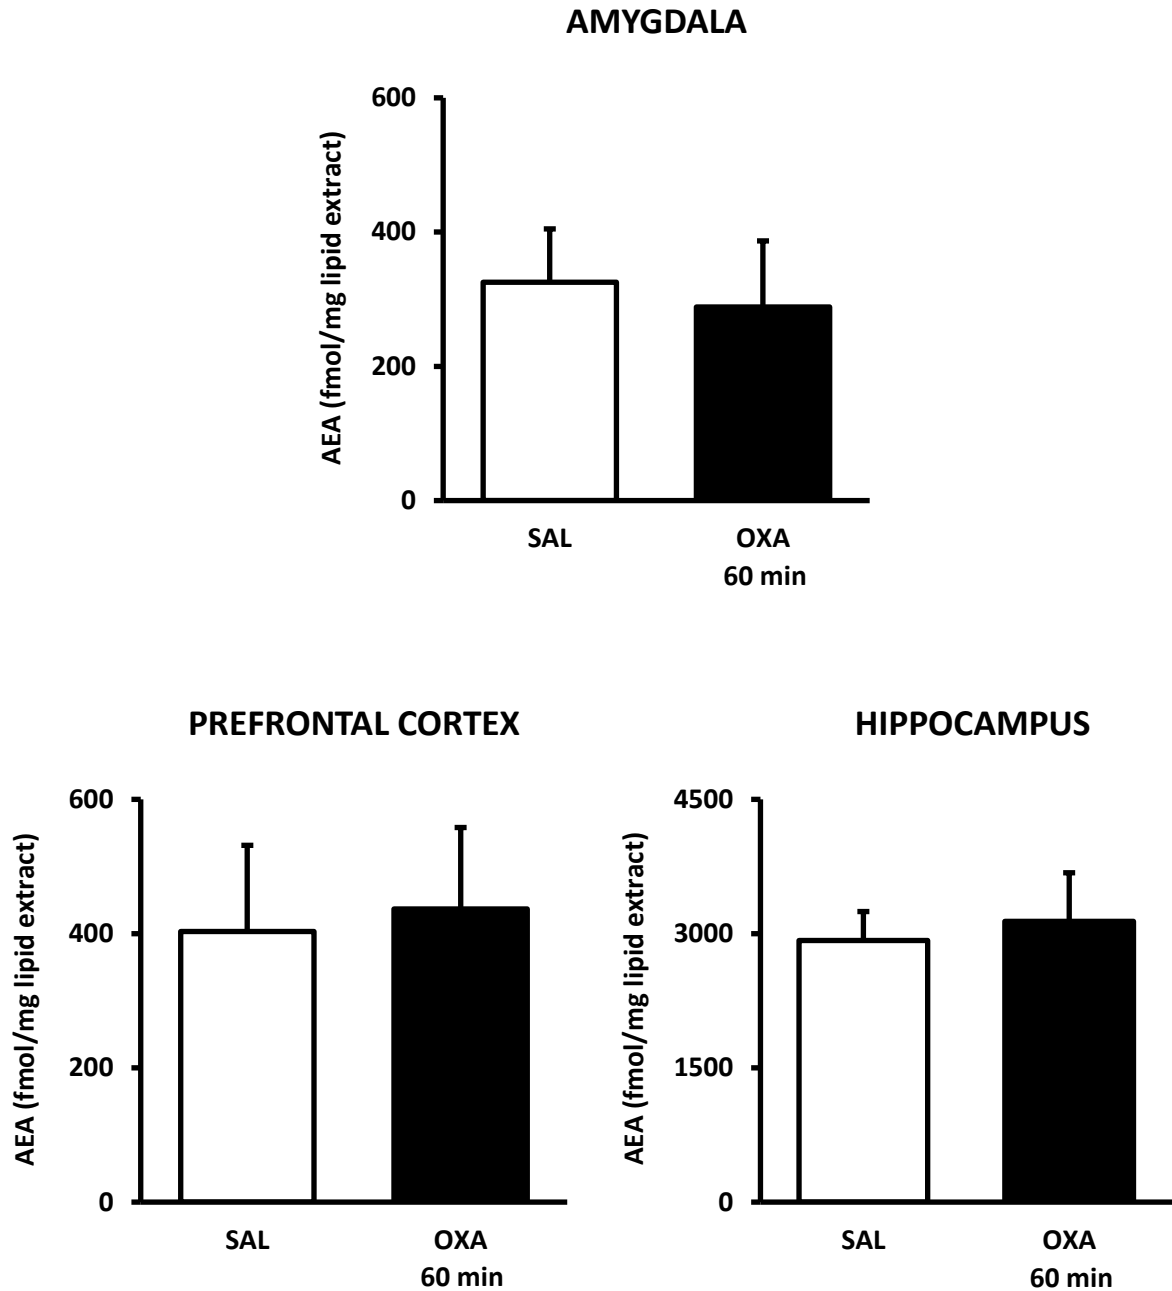 AMYGDALA
AEA (fmol/mg lipid extract)
600
400
200
0
SAL
OXA
60 min
PREFRONTAL CORTEX
AEA (fmol/mg lipid extract)
600
400
200
0
SAL
OXA
60 min
HIPPOCAMPUS
AEA (fmol/mg lipid extract)
4500
3000
1500
0
SAL
OXA
60 min